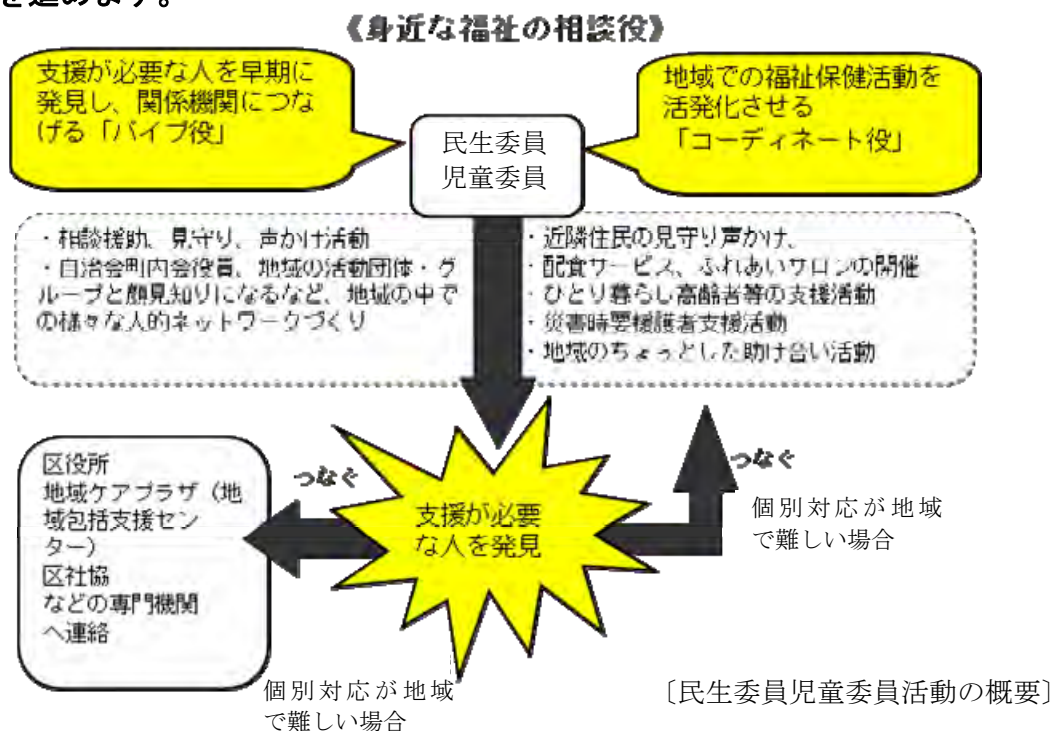 を進めます。
《身近な福祉の相談役》
支援が必要な人を早期に
発見し、関係機関につな
げる「パイプ役」
地域での福祉保健活動を
活発化させる
「コーディネート役」
民生委員
児童委員
・相談援助、見守り、声かけ活動
・自治会町内会役員、地域の活動団体・グ
ループと顔見知りになるなど、地域の中で
の様々な人的ネットワークづくり
・近隣住民の見守り声かけ、
・配食サービス、ふれあいサロンの開催
・ひとり暮らし高齢者等の支援活動
・災害時要援護者支援活動
・地域のちょっとした助け合い活動
区役所
地域ケアプラザ（地
域包括支援セン
ター）
区社協
などの専門機関
へ連絡
つなぐ
支援が必要
な人を発見
つなぐ
個別対応が地域
で難しい場合
個別対応が地域
で難しい場合
〔民生委員児童委員活動の概要〕